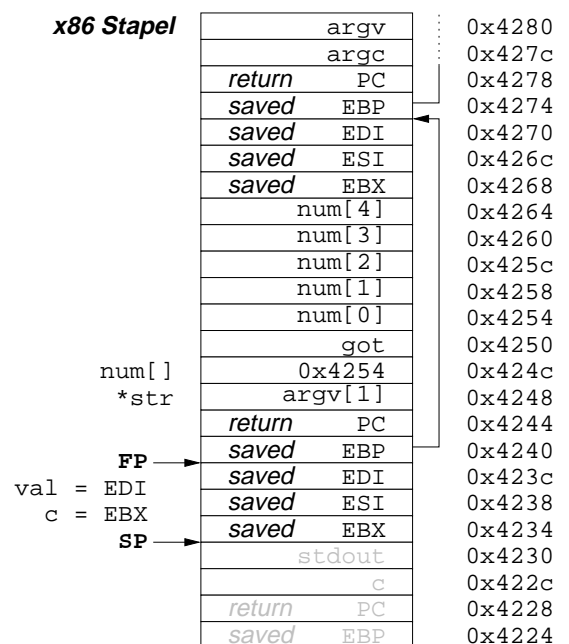 x86 Stapel argv 0x4280
argc 0x427c
return PC 0x4278
saved EBP 0x4274
saved EDI 0x4270
saved ESI 0x426c
saved EBX 0x4268
num[4] 0x4264
num[3] 0x4260
num[2] 0x425c
num[1] 0x4258
num[0] 0x4254
got 0x4250
num[] 0x4254 0x424c
*str argv[1] 0x4248
return PC 0x4244
saved EBP 0x4240
FP
saved EDI 0x423c
val = EDI
saved ESI 0x4238
c = EBX
saved EBX 0x4234
SP
stdout 0x4230
c 0x422c
return PC 0x4228
saved EBP 0x4224